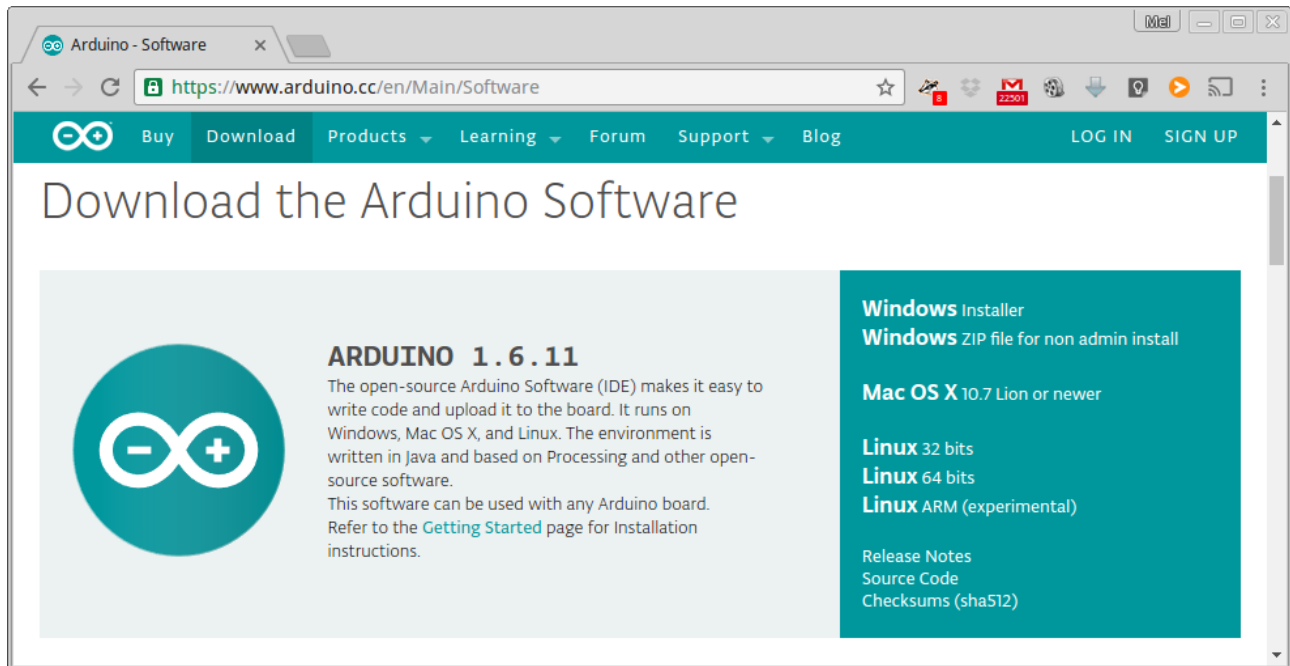 Mel
Arduino - Software
https://www.arduino.cc/en/Main/Software
8
22501
Buy Download Products Learning Forum Support Blog LOG IN SIGN UP
Download the Arduino Software
ARDUINO 1.6.11
The open-source Arduino Software (IDE) makes it easy to
write code and upload it to the board. It runs on
Windows, Mac OS X, and Linux. The environment is
written in Java and based on Processing and other open-
source software.
This software can be used with any Arduino board.
Refer to the Getting Started page for Installation
instructions.
Windows Installer
Windows ZIP file for non admin install
Mac OS X 10.7 Lion or newer
Linux 32 bits
Linux 64 bits
Linux ARM (experimental)
Release Notes
Source Code
Checksums (sha512)